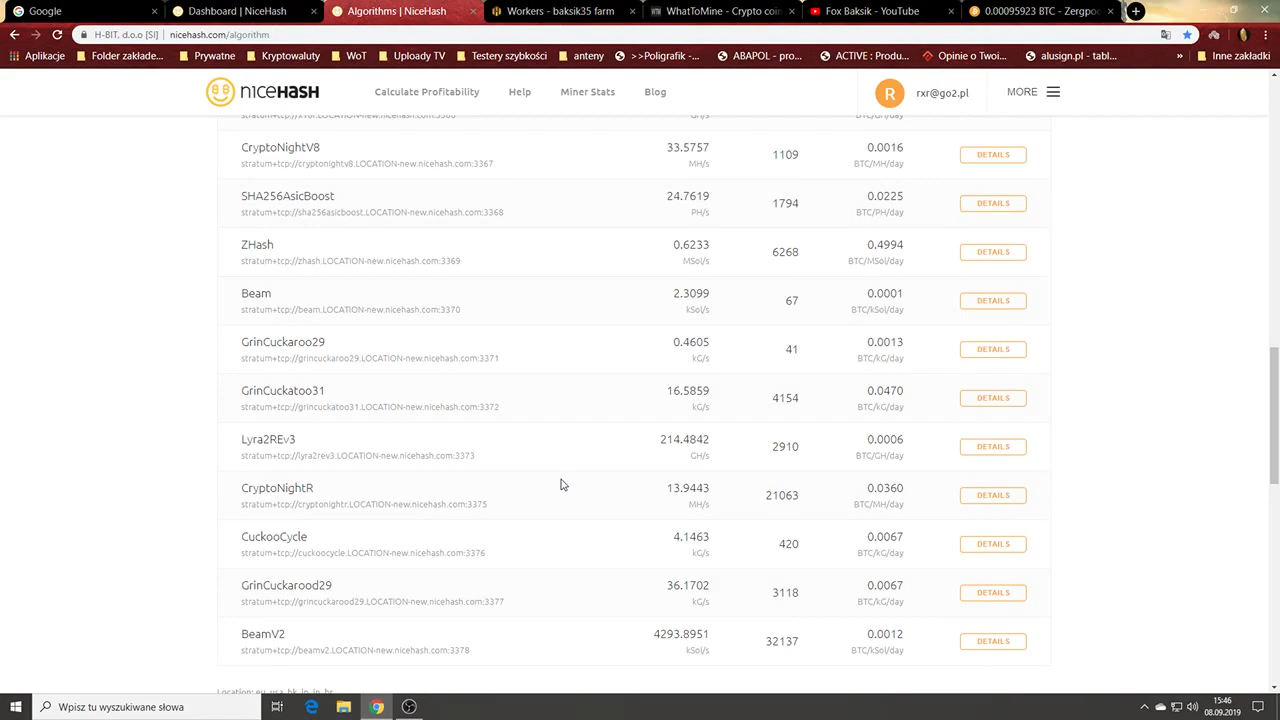 Google
Dashboard | NiceHash
Algorithms | NiceHash
Workers - baksik35 farm
WhatToMine - Crypto coin
Fox Baksik - YouTube
0.00095923 BTC - Zergpoo
H-BIT, d.o.o [SI] | nicehash.com/algorithm
Aplikacje
Folder zakłade...
Prywatne
Kryptowaluty
WoT
Uploady TV
Testery szybkości
anteny
>>Poligrafik -...
ABAPOL - pro...
ACTIVE : Produ...
Opinie o Twoi...
alusign.pl - tabl...
»
Inne zakładki
niceHASH
Calculate Profitability
Help
Miner Stats
Blog
R
rxr@go2.pl
MORE
CryptoNightV8 33.5757 1109 0.0016 DETAILS
stratum+tcp://cryptonightv8.LOCATION-new.nicehash.com:3367 MH/s BTC/MH/day
SHA256AsicBoost 24.7619 1794 0.0225 DETAILS
stratum+tcp://sha256asicboost.LOCATION-new.nicehash.com:3368 PH/s BTC/PH/day
ZHash 0.6233 6268 0.4994 DETAILS
stratum+tcp://zhash.LOCATION-new.nicehash.com:3369 MSol/s BTC/MSol/day
Beam 2.3099 67 0.0001 DETAILS
stratum+tcp://beam.LOCATION-new.nicehash.com:3370 kSol/s BTC/kSol/day
GrinCuckaroo29 0.4605 41 0.0013 DETAILS
stratum+tcp://grincuckaroo29.LOCATION-new.nicehash.com:3371 kG/s BTC/kG/day
GrinCuckatoo31 16.5859 4154 0.0470 DETAILS
stratum+tcp://grincuckatoo31.LOCATION-new.nicehash.com:3372 kG/s BTC/kG/day
Lyra2REv3 214.4842 2910 0.0006 DETAILS
stratum+tcp://lyra2rev3.LOCATION-new.nicehash.com:3373 GH/s BTC/GH/day
CryptoNightR 13.9443 21063 0.0360 DETAILS
stratum+tcp://cryptonightr.LOCATION-new.nicehash.com:3375 MH/s BTC/MH/day
CuckooCycle 4.1463 420 0.0067 DETAILS
stratum+tcp://cuckoocycle.LOCATION-new.nicehash.com:3376 kG/s BTC/kG/day
GrinCuckarood29 36.1702 3118 0.0067 DETAILS
stratum+tcp://grincuckarood29.LOCATION-new.nicehash.com:3377 kG/s BTC/kG/day
BeamV2 4293.8951 32137 0.0012 DETAILS
stratum+tcp://beamv2.LOCATION-new.nicehash.com:3378 kSol/s BTC/kSol/day
Location: eu, usa, hk, jp, in, br
Wpisz tu wyszukiwane słowa
15:46
08.09.2019